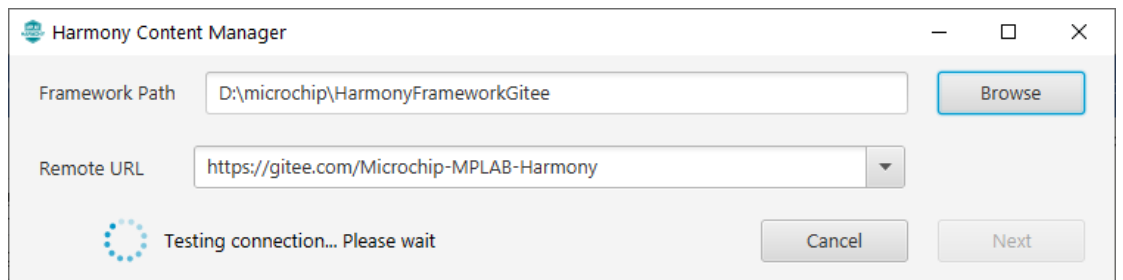 Harmony Content Manager
Framework Path D:\microchip\HarmonyFrameworkGitee Browse
Remote URL https://gitee.com/Microchip-MPLAB-Harmony
Testing connection... Please wait Cancel Next